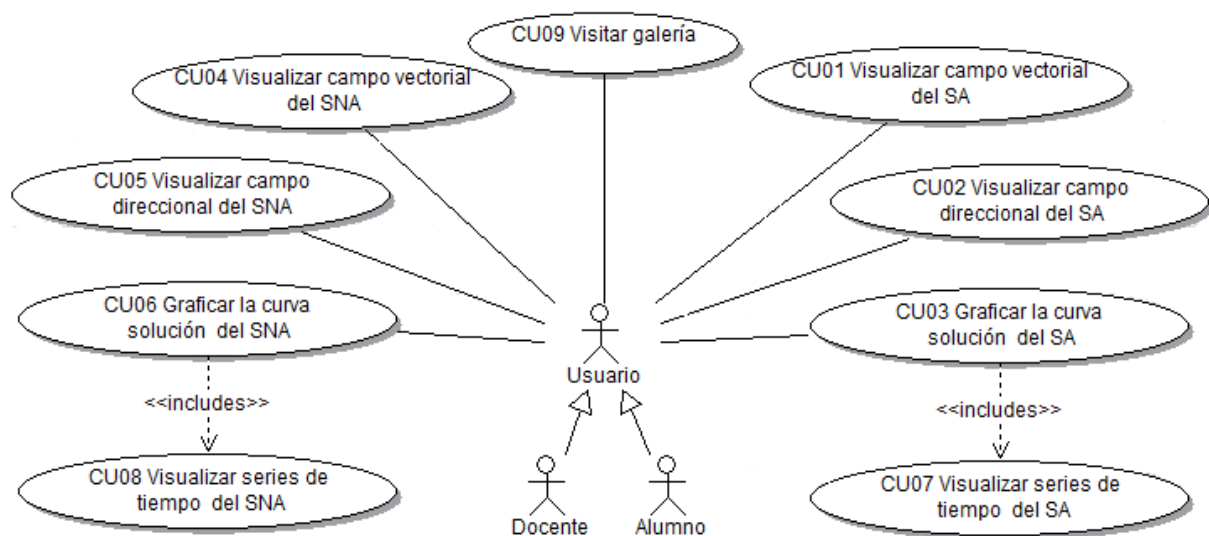 CU09 Visitar galería
CU04 Visualizar campo vectorial
del SNA
CU01 Visualizar campo vectorial
del SA
CU05 Visualizar campo
direccional del SNA
CU02 Visualizar campo
direccional del SA
CU06 Graficar la curva
solución del SNA
CU03 Graficar la curva
solución del SA
Usuario
<<includes>>
<<includes>>
CU08 Visualizar series de
tiempo del SNA
CU07 Visualizar series de
tiempo del SA
Docente
Alumno